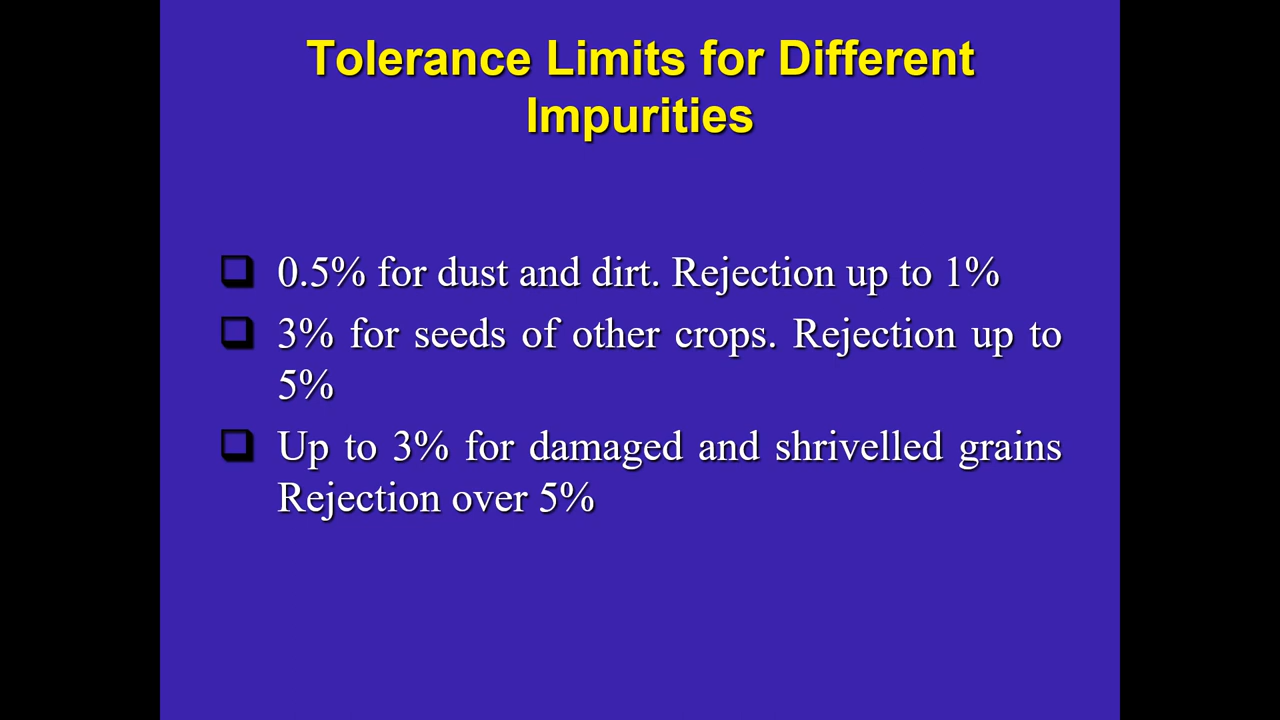 Tolerance Limits for Different
Impurities
0.5% for dust and dirt. Rejection up to 1%
3% for seeds of other crops. Rejection up to
5%
Up to 3% for damaged and shrivelled grains
Rejection over 5%